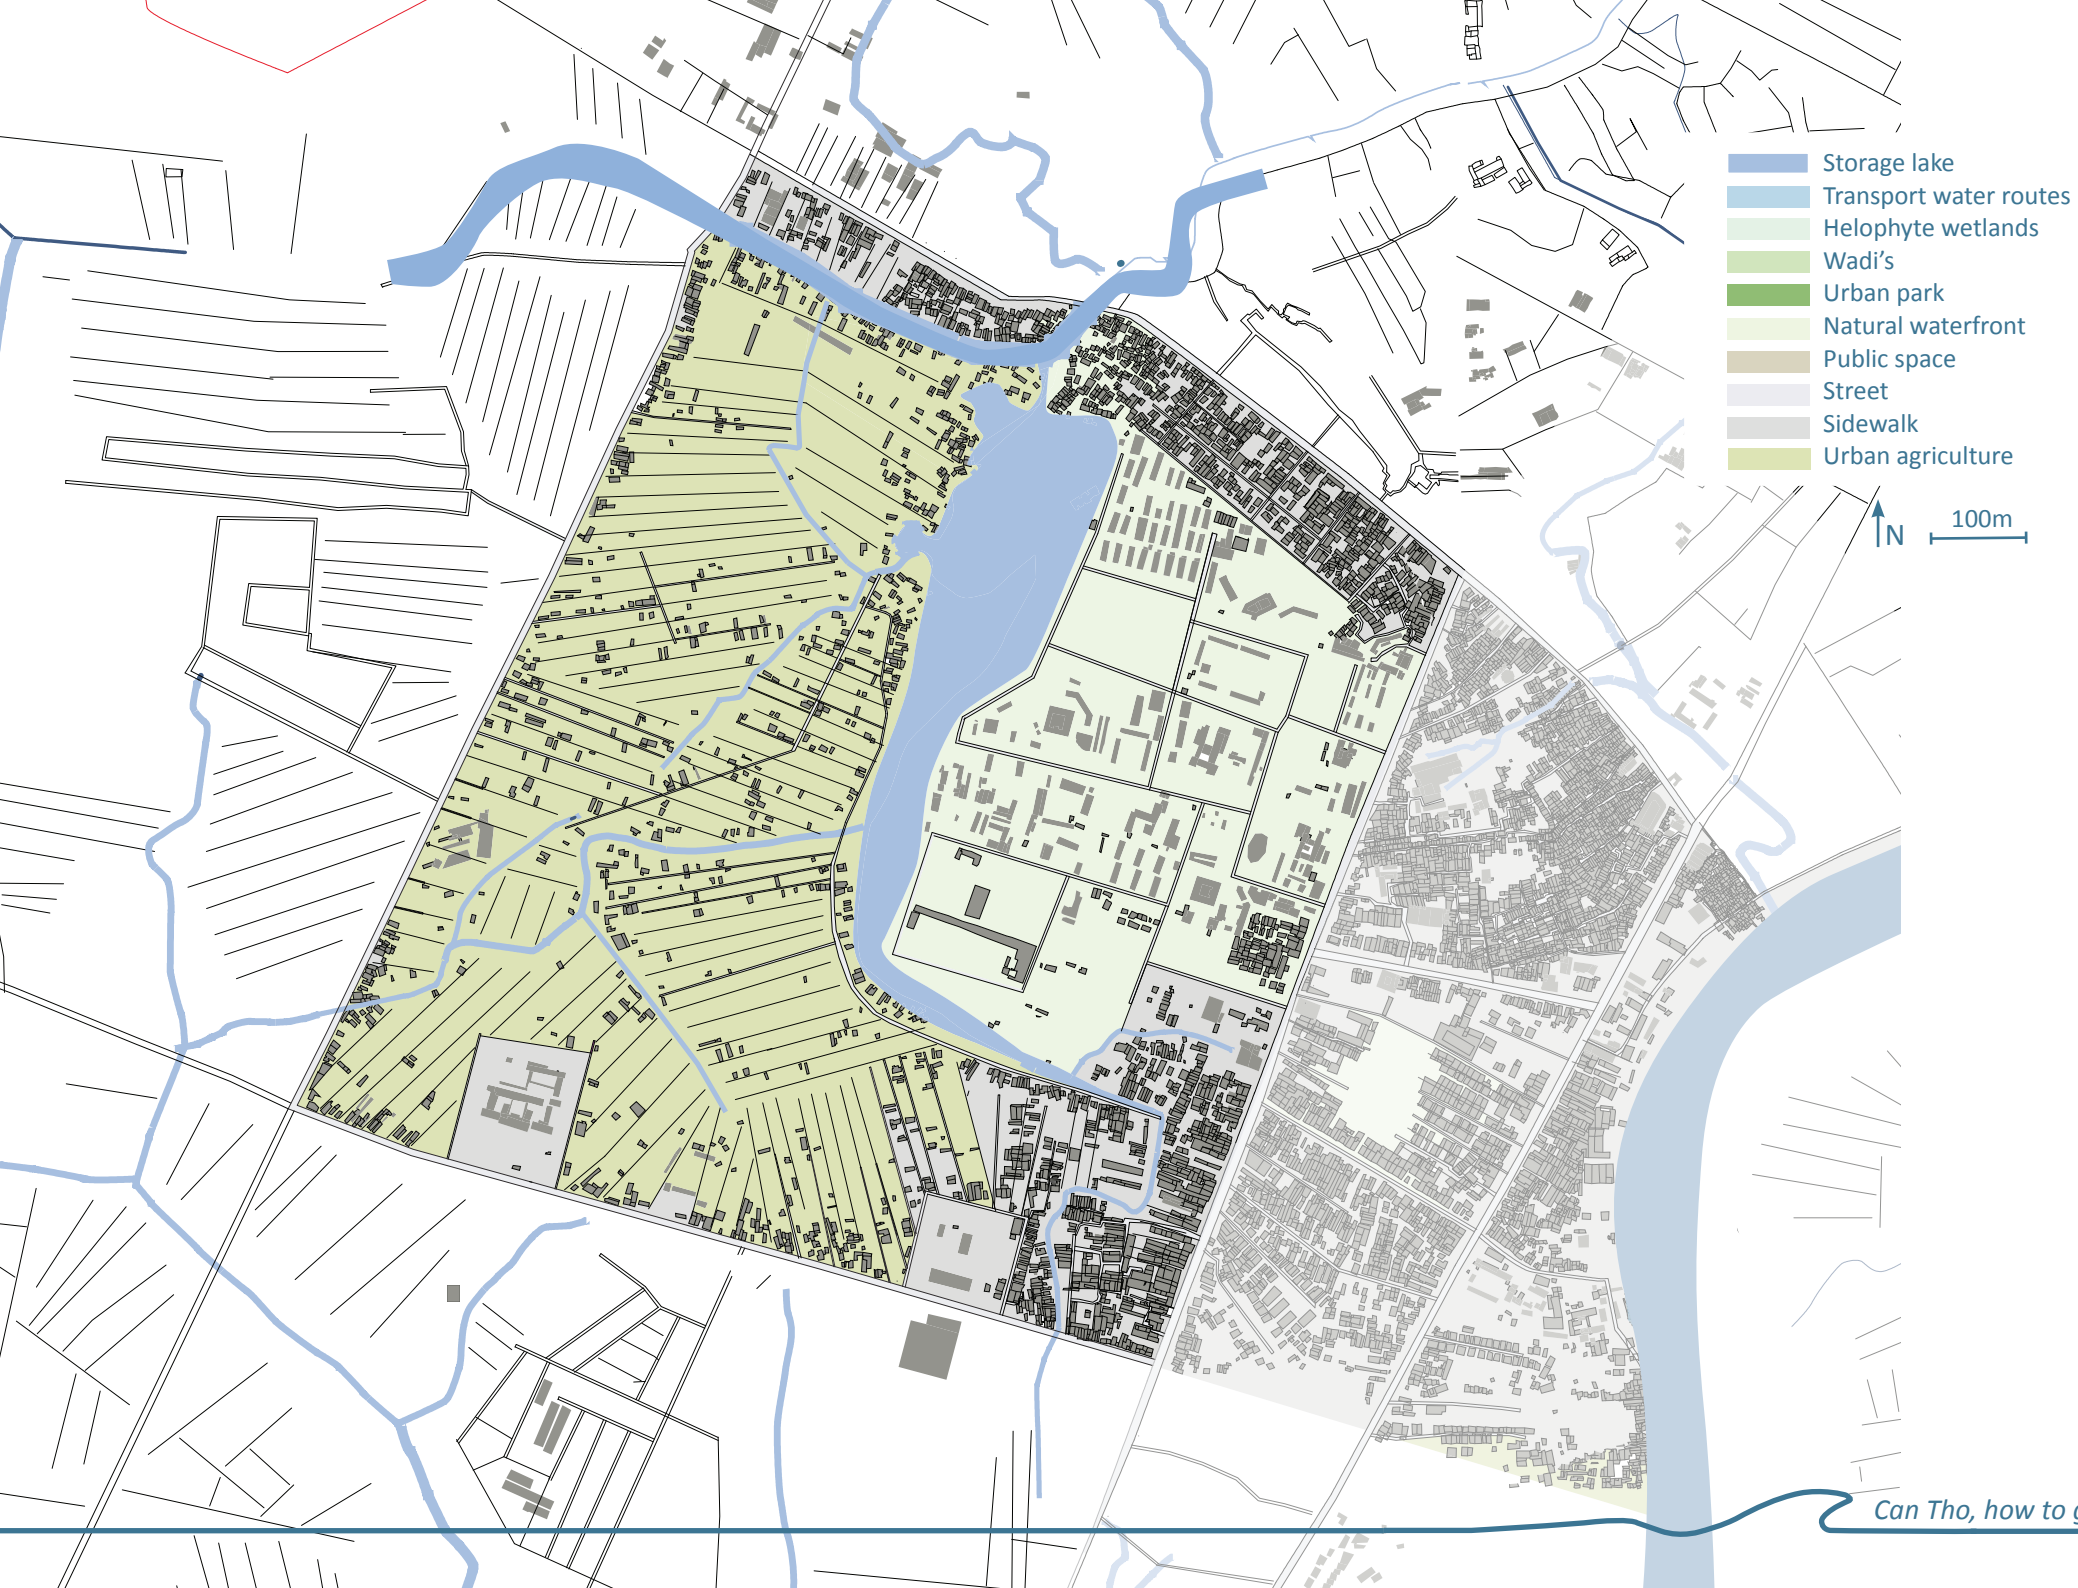 Storage lake
Transport water routes
Helophyte wetlands
Wadi's
Urban park
Natural waterfront
Public space
Street
Sidewalk
Urban agriculture
N 100m
Can Tho, how to g